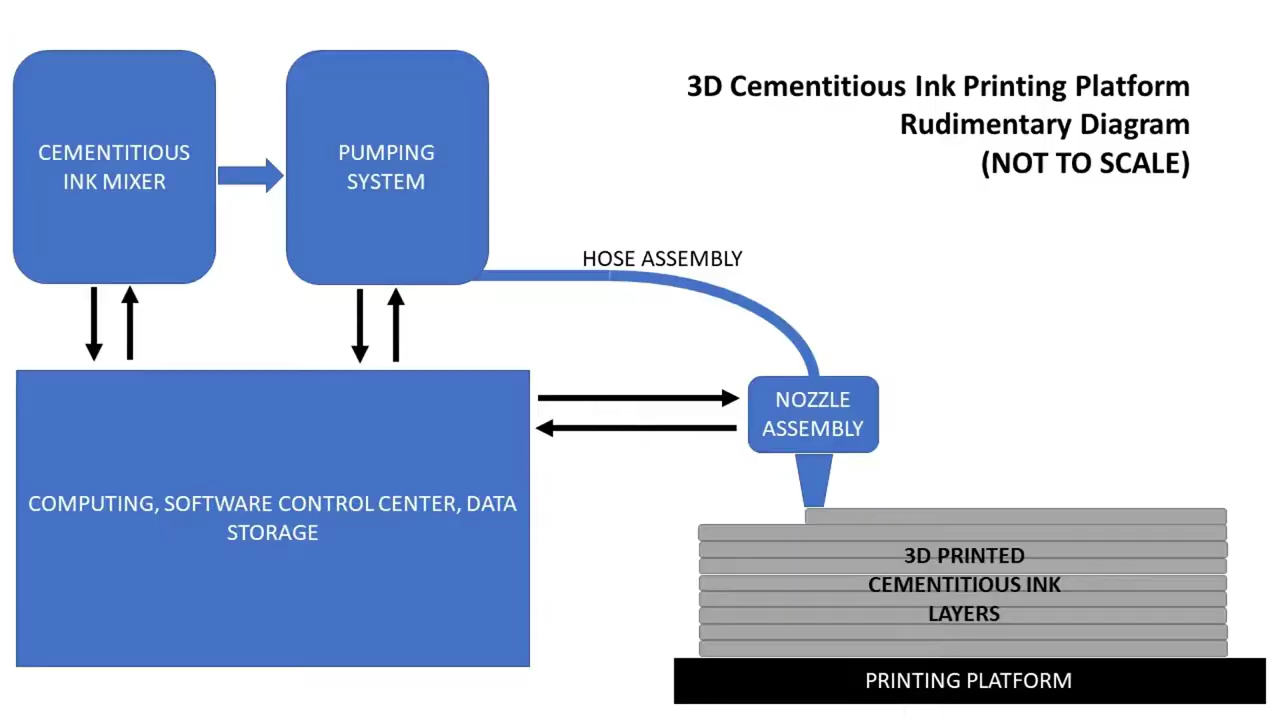 3D Cementitious Ink Printing Platform
Rudimentary Diagram
(NOT TO SCALE)
CEMENTITIOUS
INK MIXER
PUMPING
SYSTEM
HOSE ASSEMBLY
NOZZLE
ASSEMBLY
COMPUTING, SOFTWARE CONTROL CENTER, DATA
STORAGE
3D PRINTED
CEMENTITIOUS INK
LAYERS
PRINTING PLATFORM